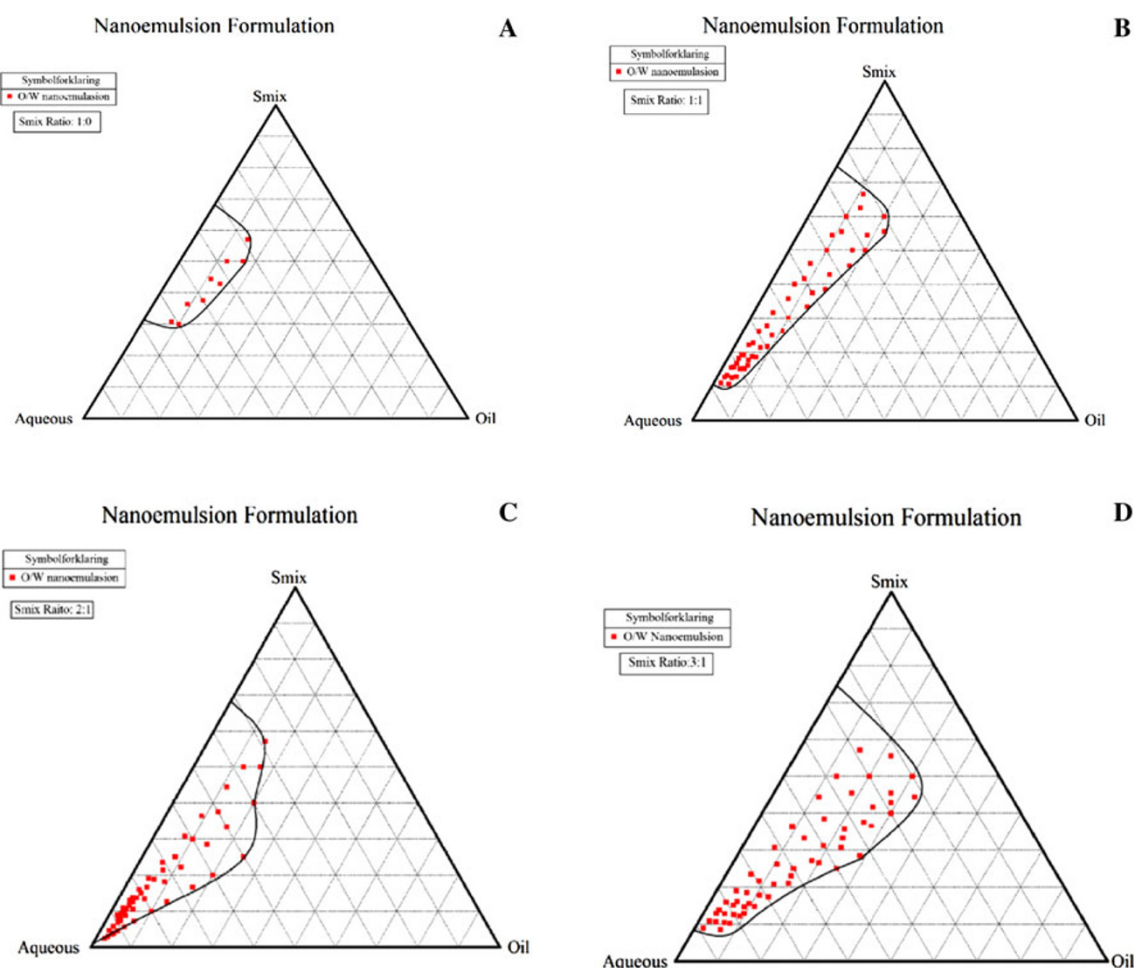 Nanoemulsion Formulation
A
Symbolforklaring
O/W nanoemulasion
Smix Ratio: 1:0
Smix
Aqueous
Oil
Nanoemulsion Formulation
B
Symbolforklaring
O/W nanoemulasion
Smix Ratio: 1:1
Smix
Aqueous
Oil
Nanoemulsion Formulation
C
Symbolforklaring
O/W nanoemulasion
Smix Raito: 2:1
Smix
Aqueous
Oil
Nanoemulsion Formulation
D
Symbolforklaring
O/W Nanoemulsion
Smix Ratio:3:1
Smix
Aqueous
Oil